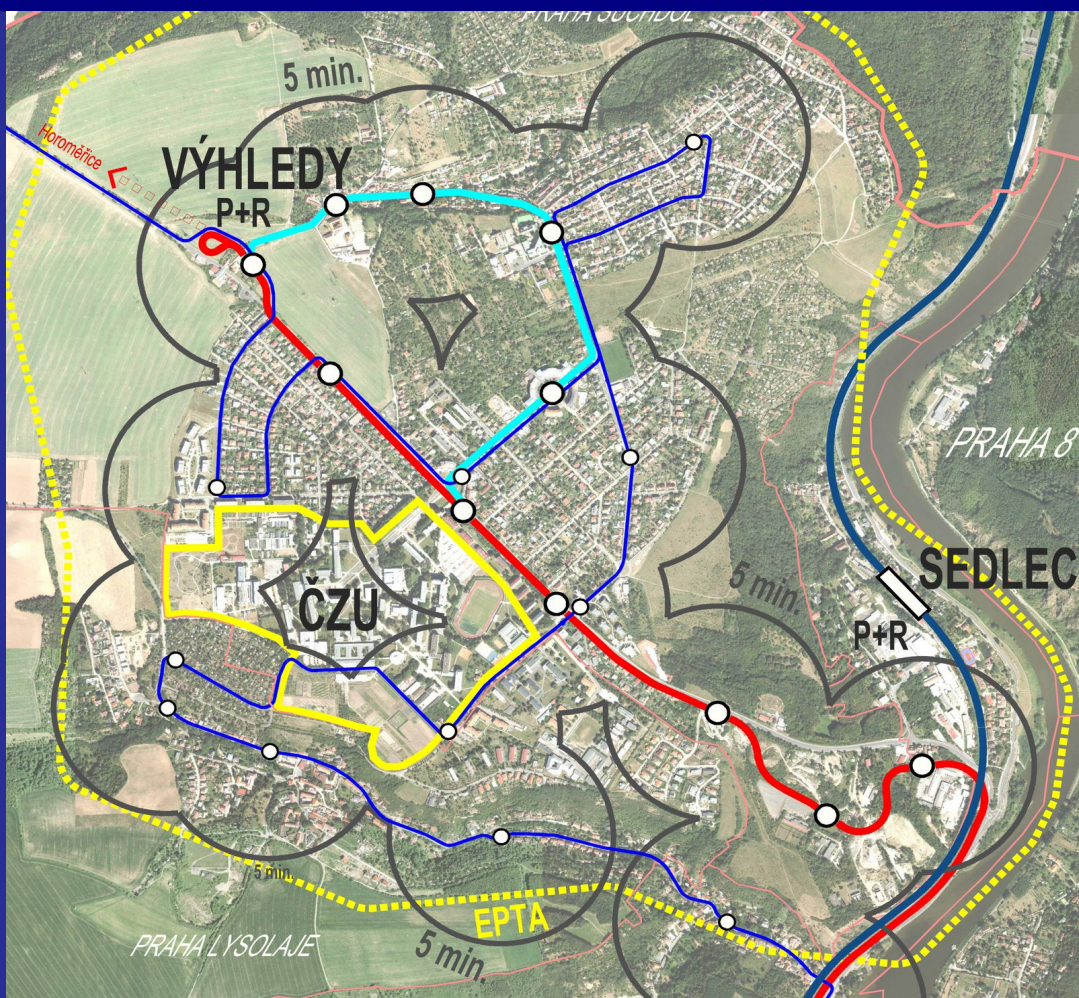 PRAHA SUCHDOL
5 min.
Horoměřice
VÝHLEDY
P+R
PRAHA 8
SEDLEC
5 min.
ČZU
P+R
5 min.
EPTA
PRAHA LYSOLAJE
5 min.